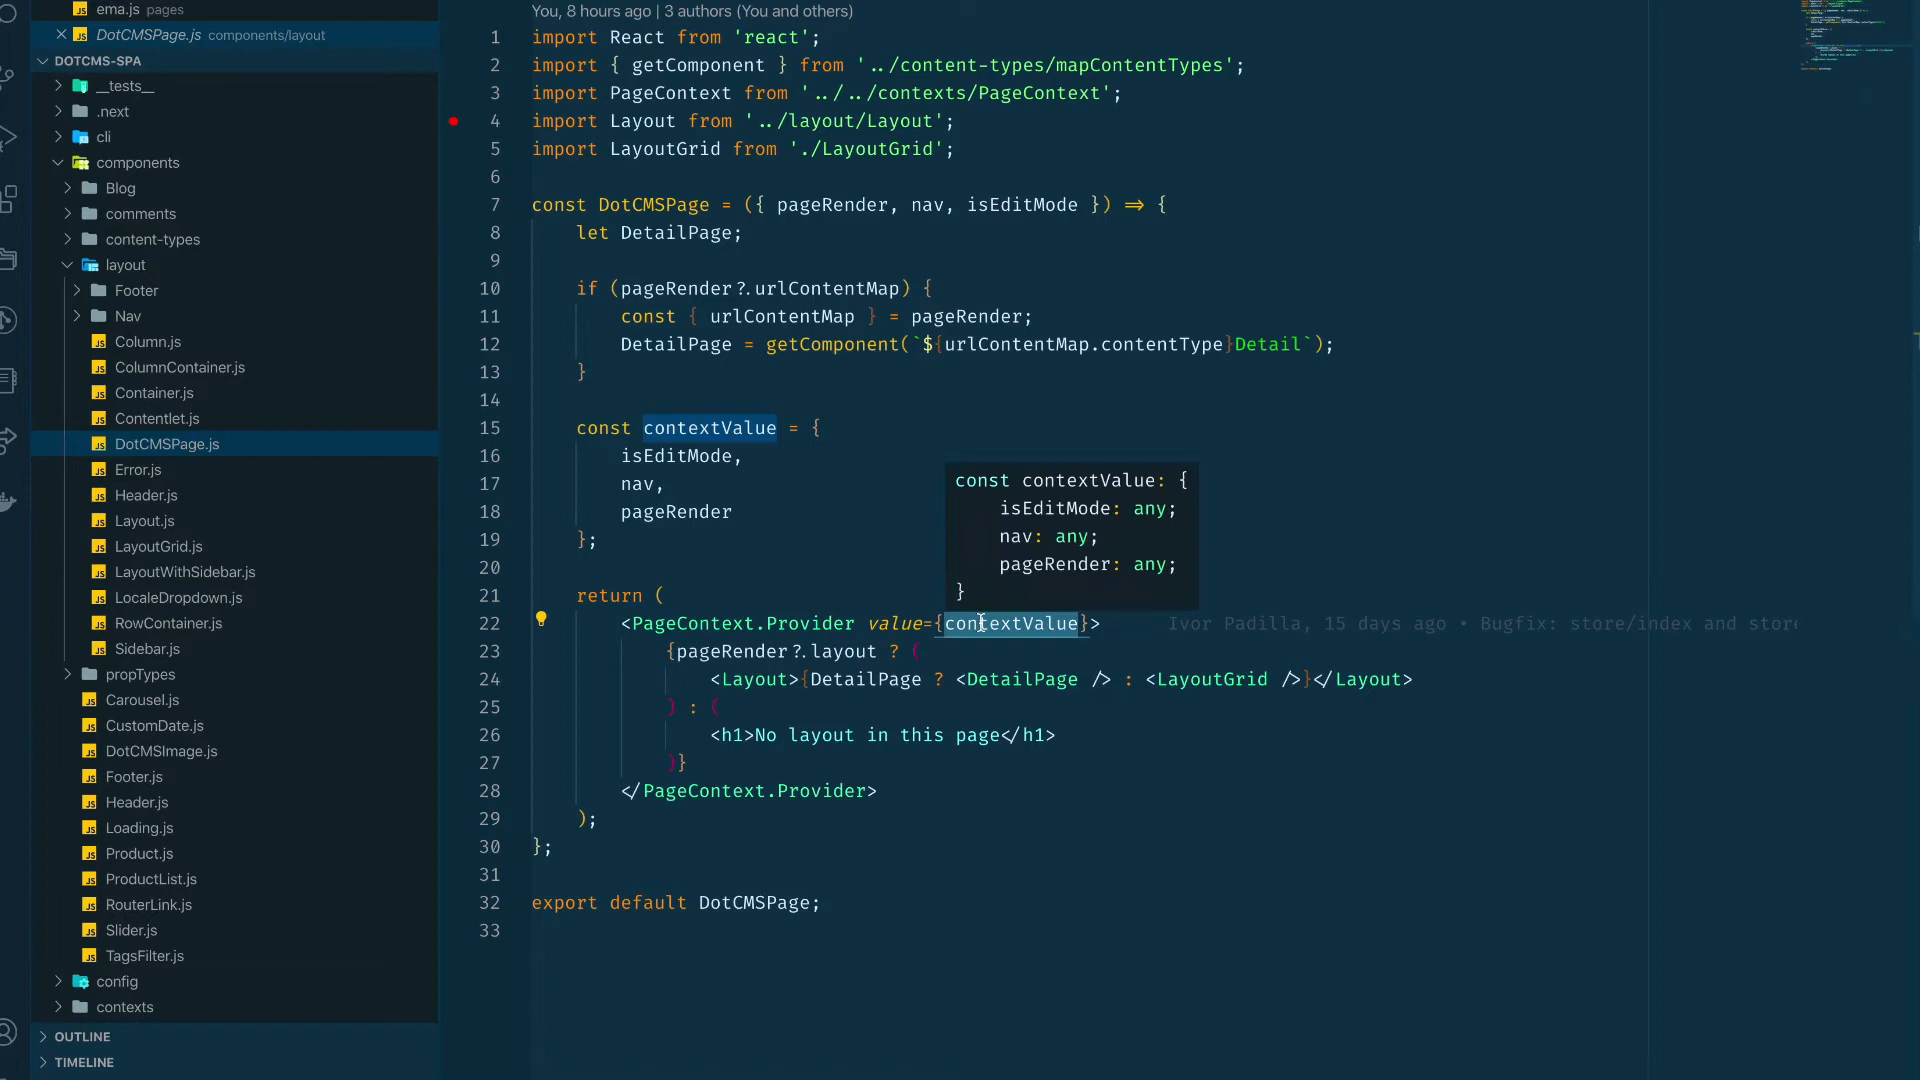 ema.js pages
DotCMSPage.js components/layout
DOTCMS-SPA
__tests__
.next
cli
components
Blog
comments
content-types
layout
Footer
Nav
Column.js
ColumnContainer.js
Container.js
Contentlet.js
DotCMSPage.js
Error.js
Header.js
Layout.js
LayoutGrid.js
LayoutWithSidebar.js
LocaleDropdown.js
RowContainer.js
Sidebar.js
propTypes
Carousel.js
CustomDate.js
DotCMSImage.js
Footer.js
Header.js
Loading.js
Product.js
ProductList.js
RouterLink.js
Slider.js
TagsFilter.js
config
contexts
OUTLINE
TIMELINE
You, 8 hours ago | 3 authors (You and others)
1 import React from 'react';
2 import { getComponent } from '../content-types/mapContentTypes';
3 import PageContext from '../../contexts/PageContext';
4 import Layout from '../layout/Layout';
5 import LayoutGrid from './LayoutGrid';
6
7 const DotCMSPage = ({ pageRender, nav, isEditMode }) => {
8 let DetailPage;
9
10 if (pageRender?.urlContentMap) {
11 const { urlContentMap } = pageRender;
12 DetailPage = getComponent(`${urlContentMap.contentType}Detail`);
13 }
14
15 const contextValue = {
16 isEditMode,
17 nav,
18 pageRender
19 };
20
21 return (
22 <PageContext.Provider value={contextValue}> Ivor Padilla, 15 days ago • Bugfix: store/index and store
23 {pageRender?.layout ? (
24 <Layout>{DetailPage ? <DetailPage /> : <LayoutGrid />}</Layout>
25 ) : (
26 <h1>No layout in this page</h1>
27 )}
28 </PageContext.Provider>
29 );
30 };
31
32 export default DotCMSPage;
33
const contextValue: {
isEditMode: any;
nav: any;
pageRender: any;
}